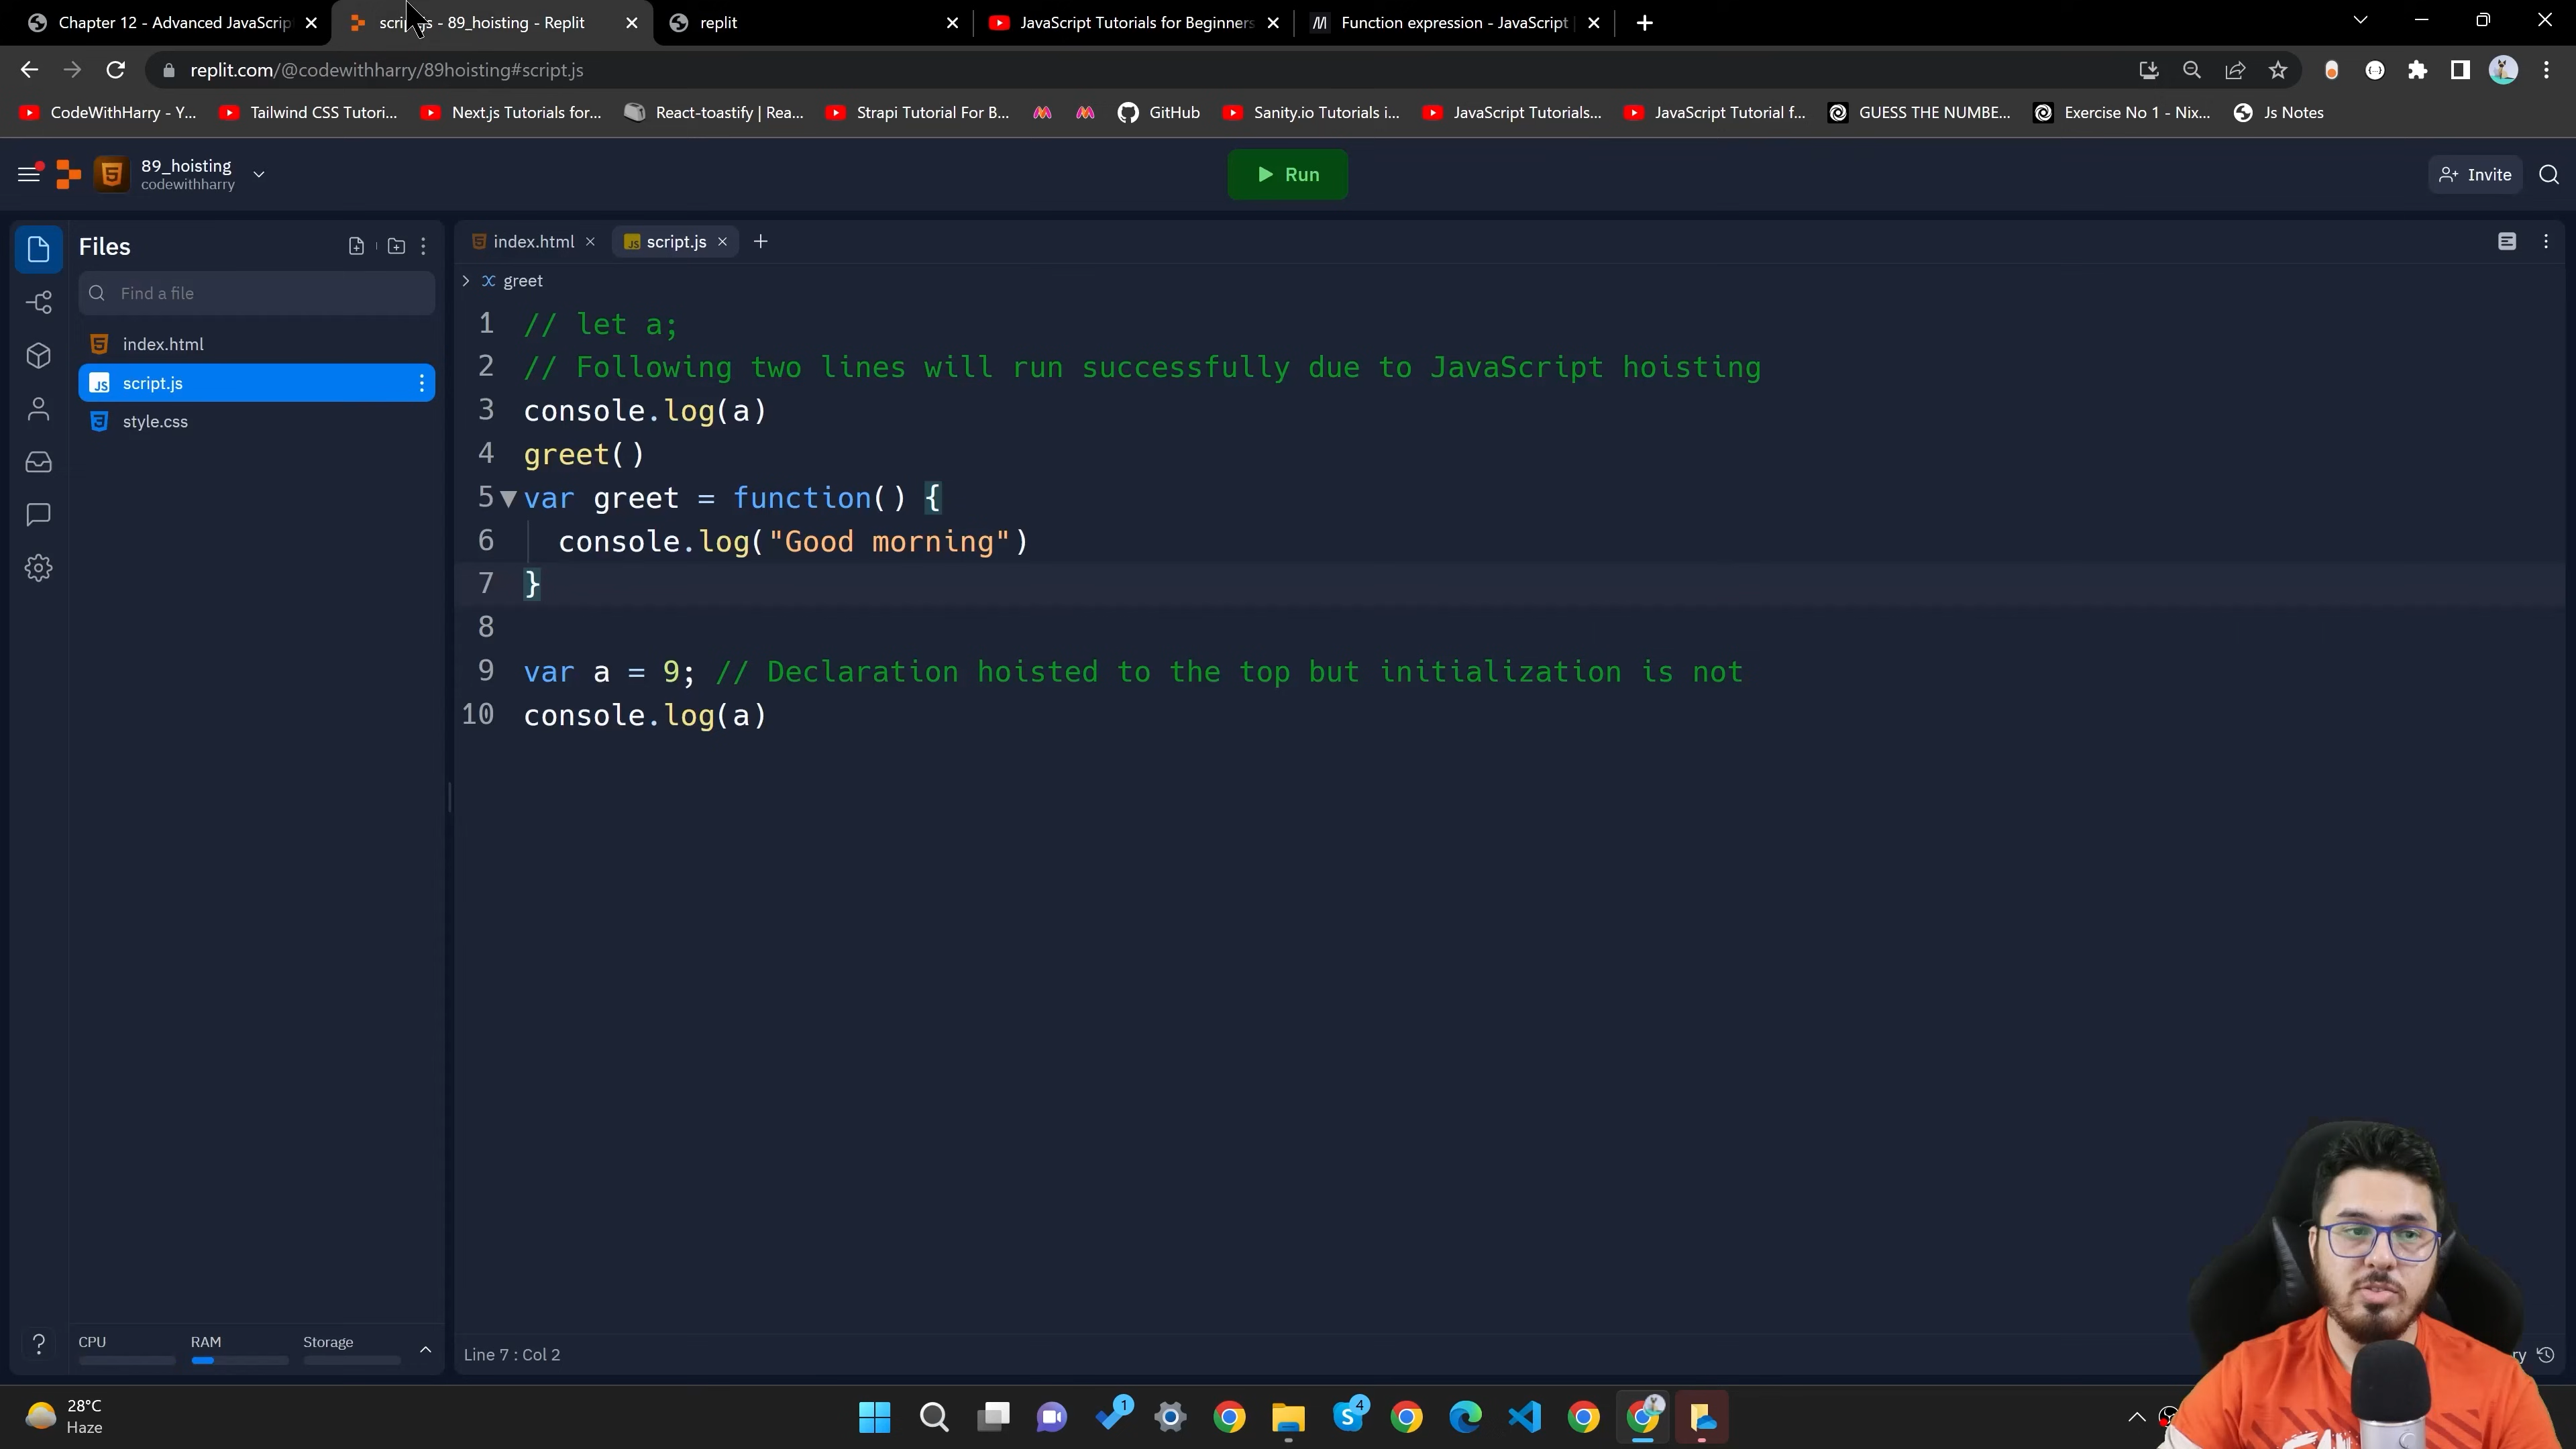 Chapter 12 - Advanced JavaScrip
89_hoisting - Replit
replit
JavaScript Tutorials for Beginners
Function expression - JavaScript
replit.com/@codewithharry/89hoisting#script.js
CodeWithHarry - Y...
Tailwind CSS Tutori...
Next.js Tutorials for...
React-toastify | Rea...
Strapi Tutorial For B...
GitHub
Sanity.io Tutorials i...
JavaScript Tutorials...
JavaScript Tutorial f...
GUESS THE NUMBE...
Exercise No 1 - Nix...
Js Notes
89_hoisting
codewithharry
Run
Invite
Files
Find a file
index.html
script.js
style.css
index.html
script.js
greet
1 // let a;
2 // Following two lines will run successfully due to JavaScript hoisting
3 console.log(a)
4 greet()
5 var greet = function() {
6 console.log("Good morning")
7 }
8
9 var a = 9; // Declaration hoisted to the top but initialization is not
10 console.log(a)
CPU
RAM
Storage
Line 7 : Col 2
28°C
Haze
1
4